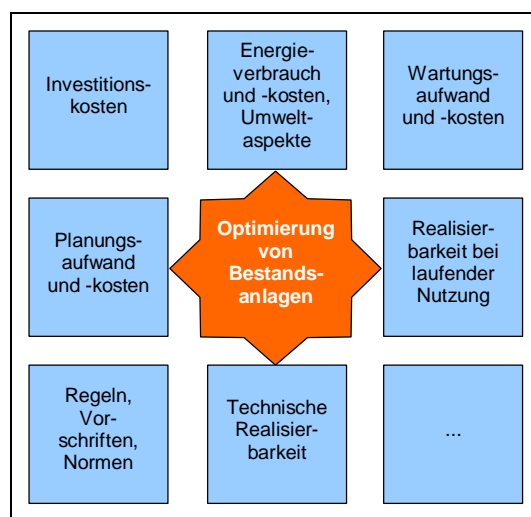 Investitions-
kosten
Energie-
verbrauch
und -kosten,
Umwelt-
aspekte
Wartungs-
aufwand
und -kosten
Planungs-
aufwand
und -kosten
Optimierung
von
Bestands-
anlagen
Realisier-
barkeit bei
laufender
Nutzung
Regeln,
Vor-
schriften,
Normen
Technische
Realisier-
barkeit
...